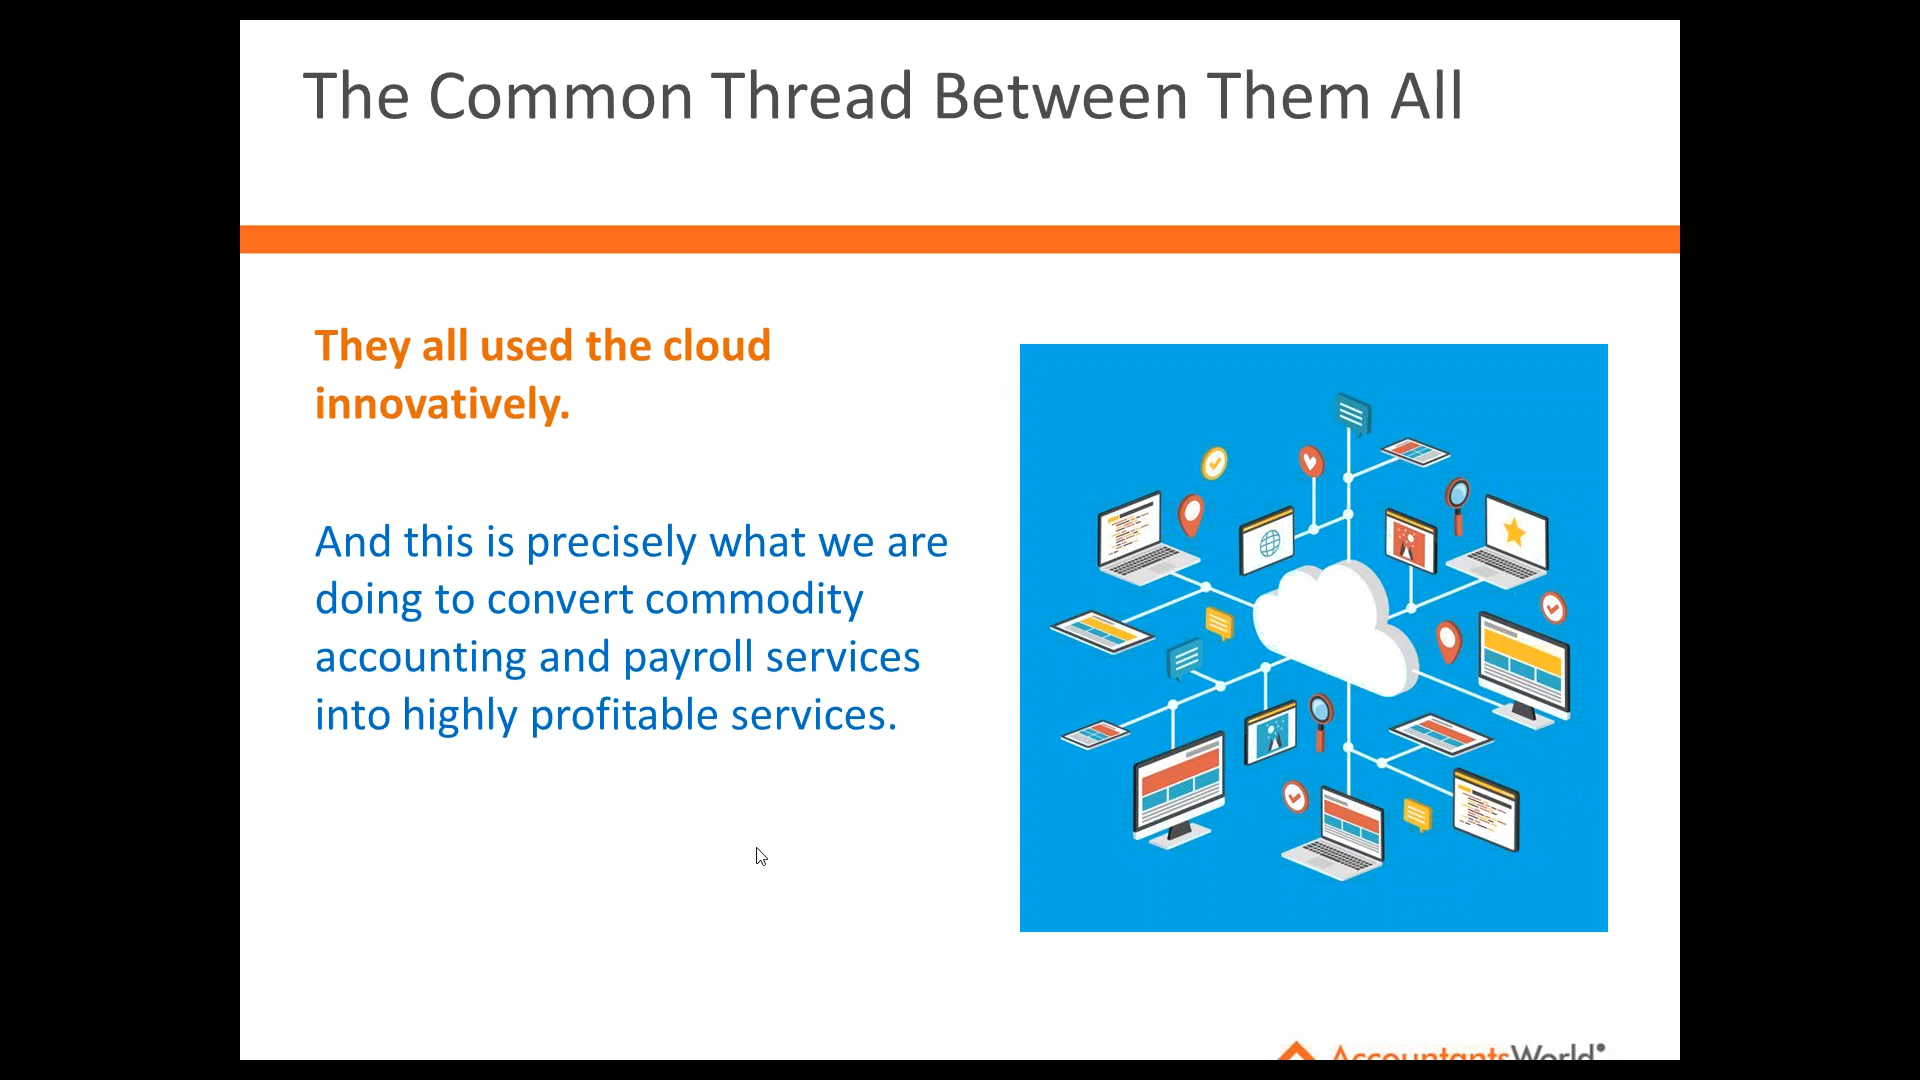 The Common Thread Between Them All
They all used the cloud
innovatively.
And this is precisely what we are
doing to convert commodity
accounting and payroll services
into highly profitable services.
AccountantsWorld